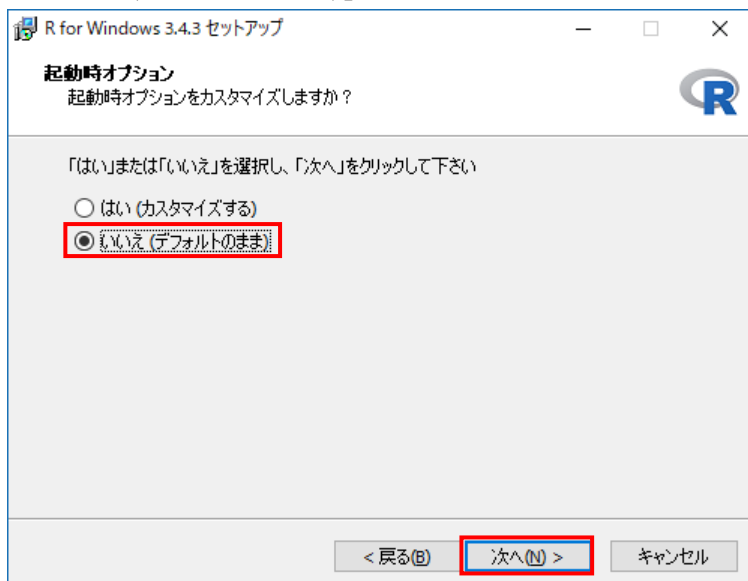 R for Windows 3.4.3 セットアップ
起動時オプション
起動時オプションをカスタマイズしますか？
R
「はい」または「いいえ」を選択し、「次へ」をクリックして下さい
はい (カスタマイズする)
いいえ (デフォルトのまま)
< 戻る(B)
次へ(N) >
キャンセル